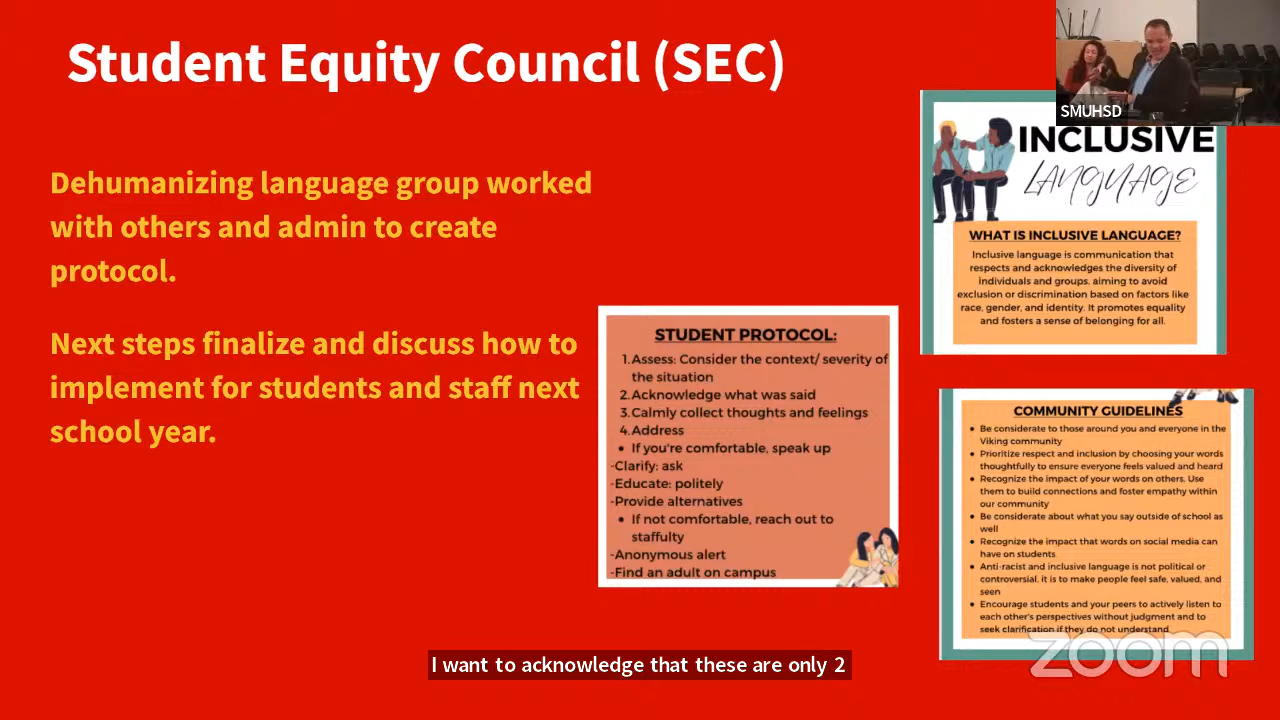 Student Equity Council (SEC)
Dehumanizing language group worked
with others and admin to create
protocol.
Next steps finalize and discuss how to
implement for students and staff next
school year.
STUDENT PROTOCOL:
1.Assess: Consider the context/ severity of
the situation
2.Acknowledge what was said
3.Calmly collect thoughts and feelings
4.Address
• If you're comfortable, speak up
-Clarify: ask
-Educate: politely
-Provide alternatives
• If not comfortable, reach out to
staffulty
-Anonymous alert
-Find an adult on campus
SMUHSD
INCLUSIVE
LANGUAGE
WHAT IS INCLUSIVE LANGUAGE?
Inclusive language is communication that
respects and acknowledges the diversity of
individuals and groups. aiming to avoid
exclusion or discrimination based on factors like
race, gender, and identity. It promotes equality
and fosters a sense of belonging for all.
COMMUNITY GUIDELINES
• Be considerate to those around you and everyone in the
Viking community
• Prioritize respect and inclusion by choosing your words
thoughtfully to ensure everyone feels valued and heard
• Recognize the impact of your words on others. Use
them to build connections and foster empathy within
our community
• Be considerate about what you say outside of school as
well
• Recognize the impact that words on social media can
have on students
• Anti-racist and inclusive language is not political or
controversial, it is to make people feel safe, valued, and
seen
• Encourage students and your peers to actively listen to
each other's perspectives without judgment and to
seek clarification if they do not understand
zoom
I want to acknowledge that these are only 2